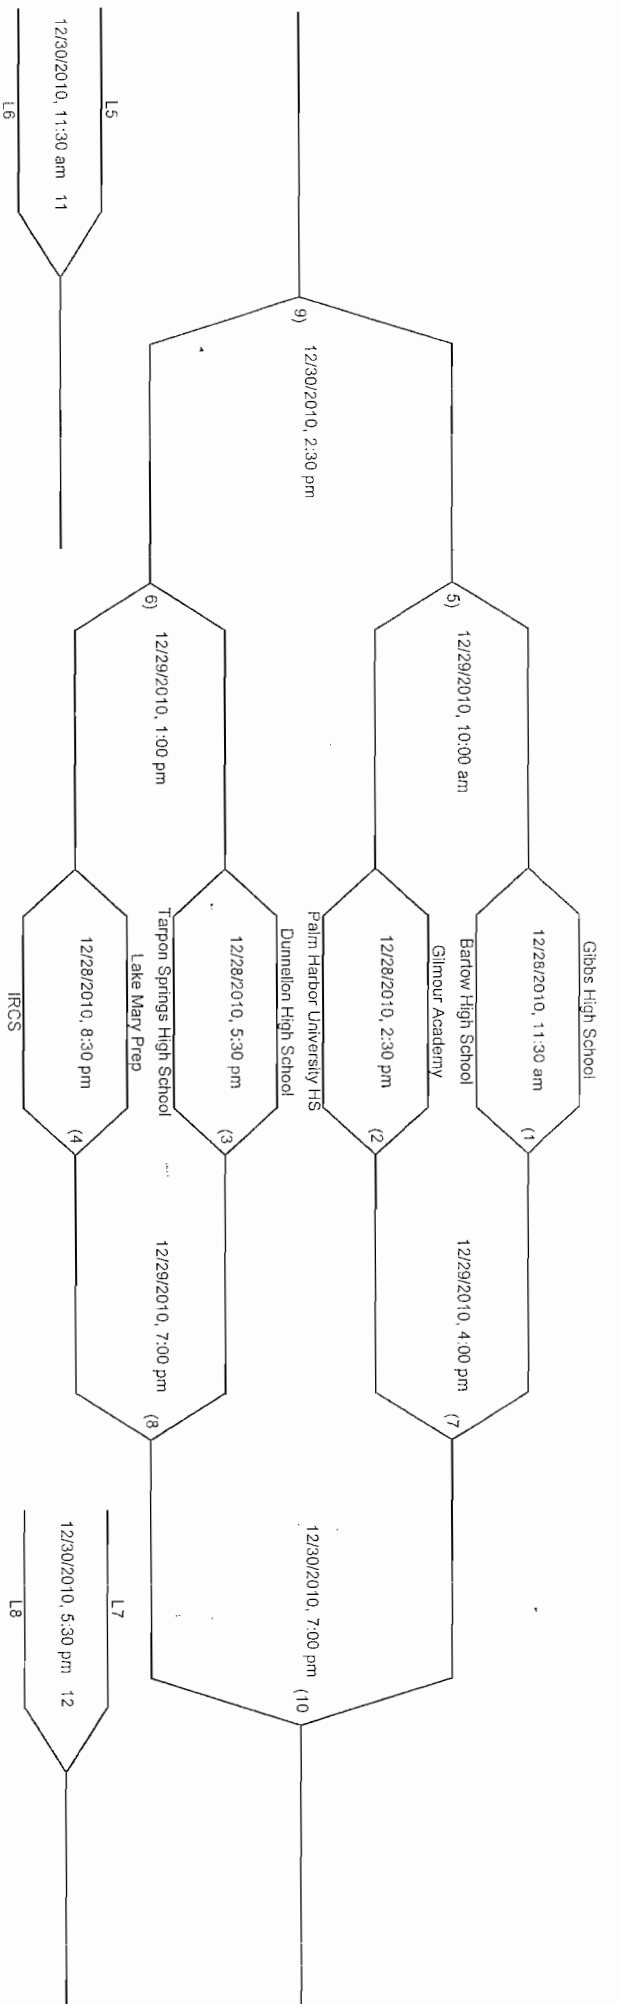 Gibbs High School
12/28/2010, 11:30 am
(1
Bartow High School
Gilmour Academy
12/28/2010, 2:30 pm
(2
Palm Harbor University HS
Dunnellon High School
12/28/2010, 5:30 pm
(3
Tarpon Springs High School
Lake Mary Prep
12/28/2010, 8:30 pm
(4
IRCS
5)
12/29/2010, 10:00 am
6)
12/29/2010, 1:00 pm
12/29/2010, 4:00 pm
(7
12/29/2010, 7:00 pm
(8
9)
12/30/2010, 2:30 pm
12/30/2010, 7:00 pm
(10
L5
12/30/2010, 11:30 am 11
L6
L7
12/30/2010, 5:30 pm 12
L8